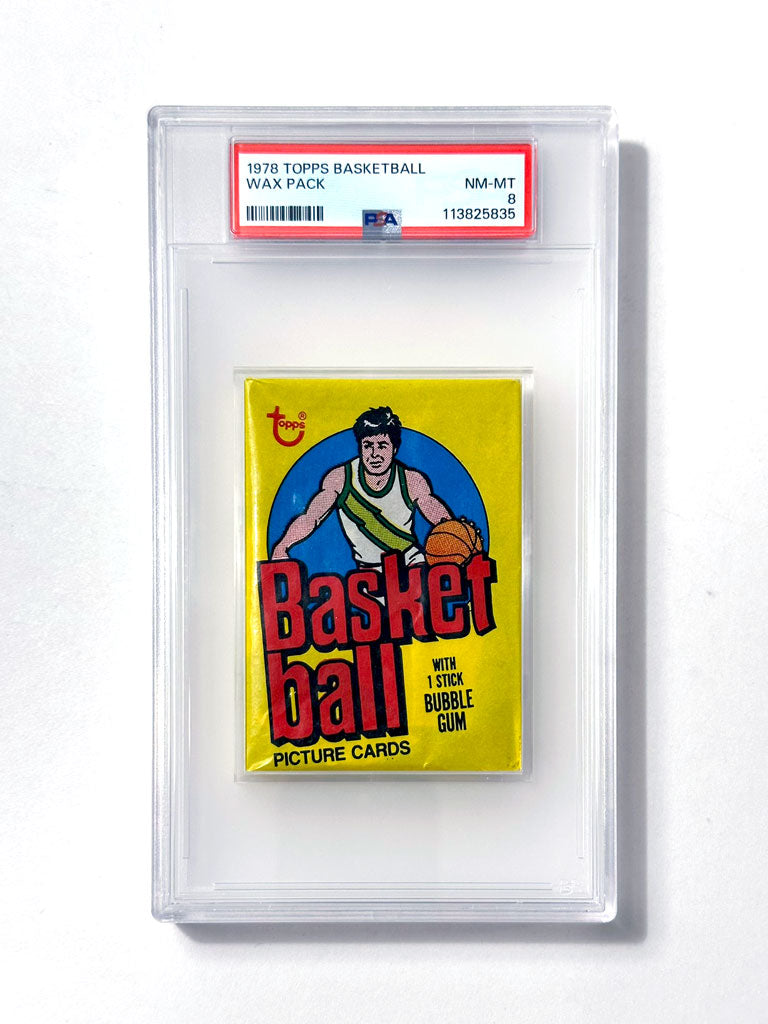 1978 TOPPS BASKETBALL
WAX PACK NM-MT
8
PSA 113825835
topps®
Basket
ball
WITH
1 STICK
BUBBLE
GUM
PICTURE CARDS